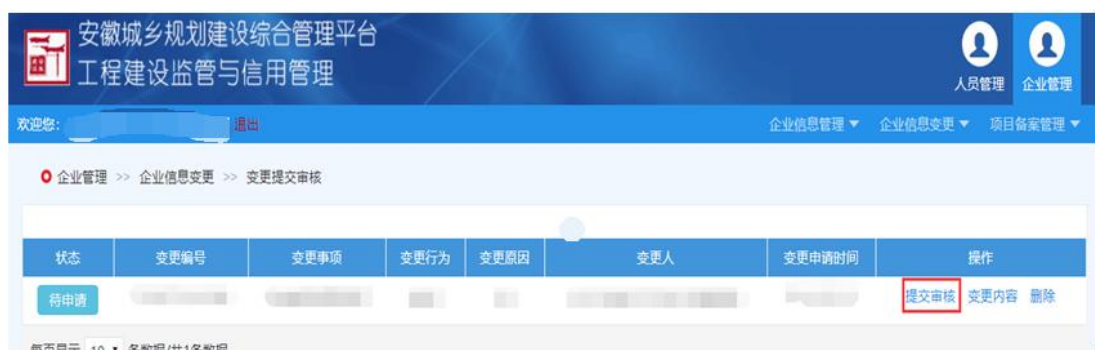 安徽城乡规划建设综合管理平台
工程建设监管与信用管理
人员管理 企业管理
欢迎您: 退出 企业信息管理 ▼ 企业信息变更 ▼ 项目备案管理 ▼
企业管理 >> 企业信息变更 >> 变更提交审核
状态 变更编号 变更事项 变更行为 变更原因 变更人 变更申请时间 操作
待申请 提交审核 变更内容 删除
每页显示 10 条数据/共1条数据